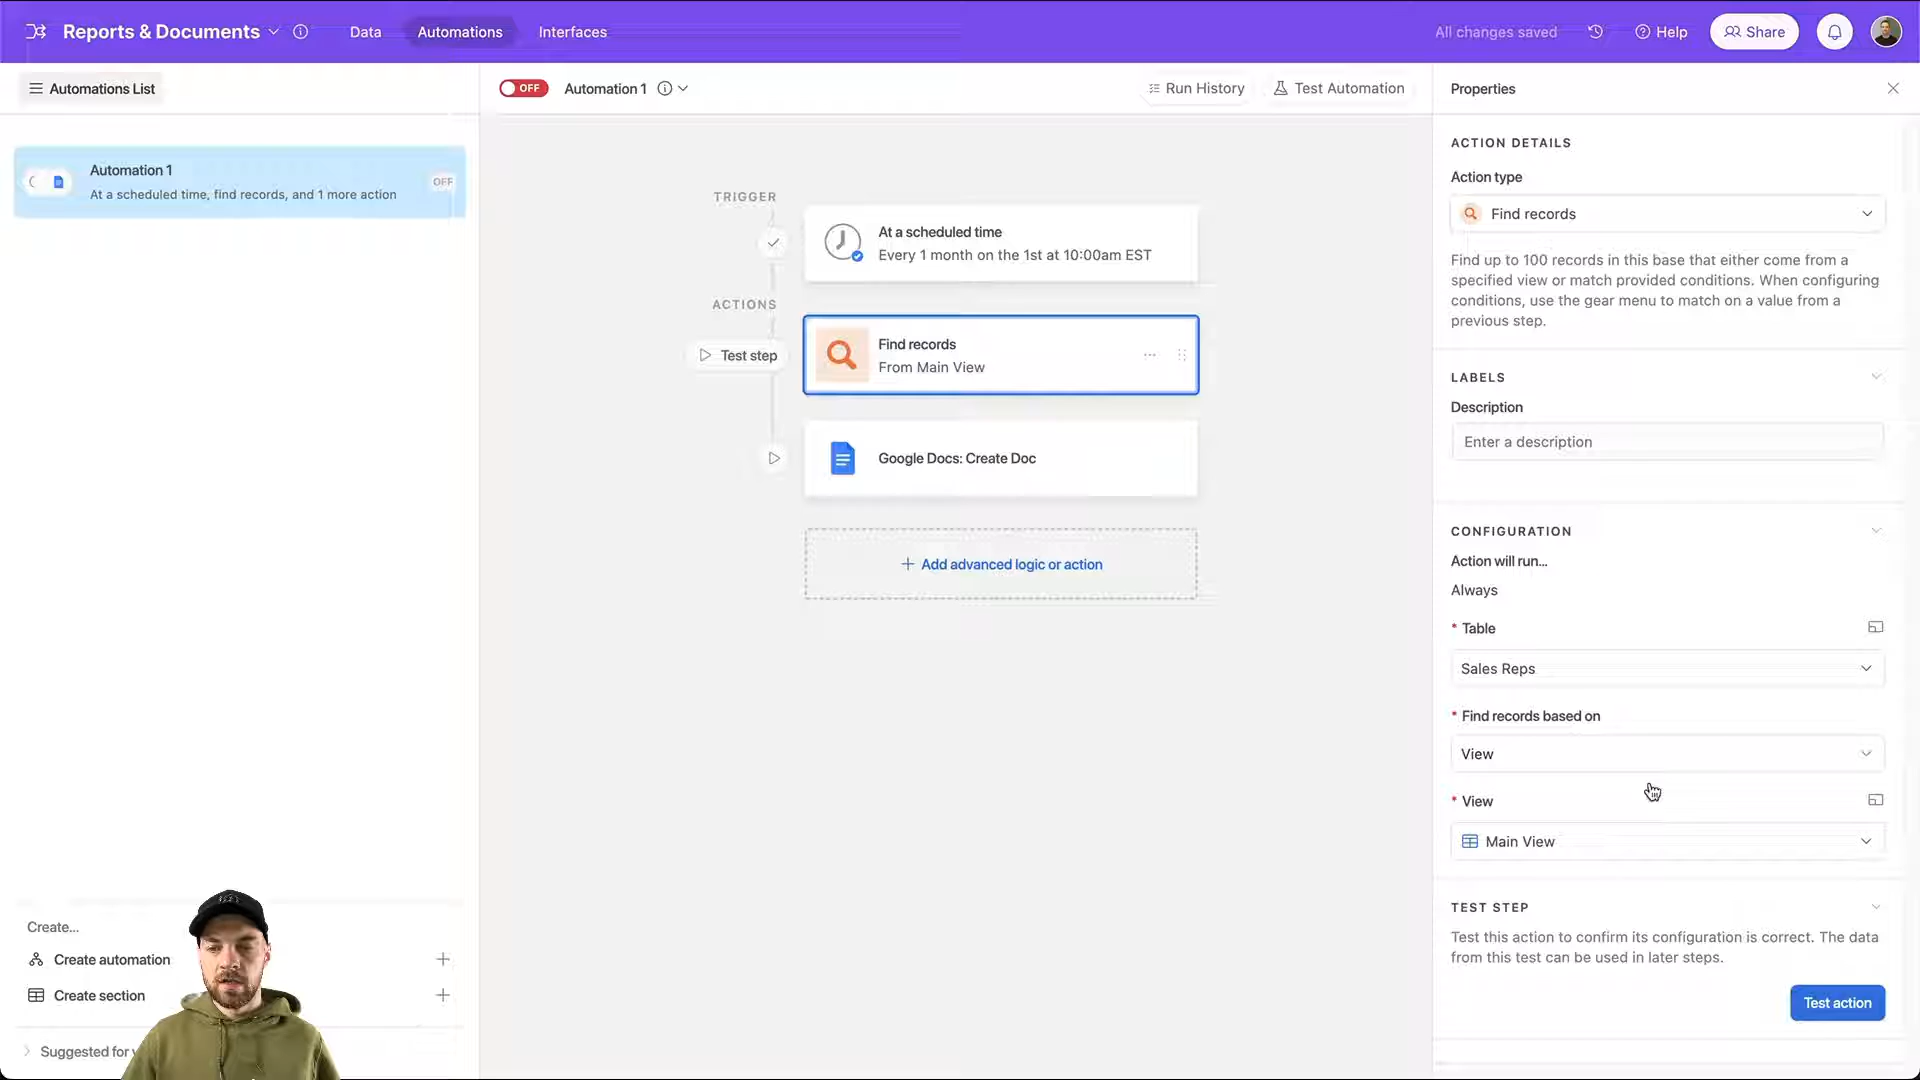 Reports & Documents
Data
Automations
Interfaces
All changes saved
Help
Share
Automations List
OFF
Automation 1
Run History
Test Automation
Properties
Automation 1
At a scheduled time, find records, and 1 more action
OFF
TRIGGER
At a scheduled time
Every 1 month on the 1st at 10:00am EST
ACTIONS
Test step
Find records
From Main View
Google Docs: Create Doc
Add advanced logic or action
ACTION DETAILS
Action type
Find records
Find up to 100 records in this base that either come from a
specified view or match provided conditions. When configuring
conditions, use the gear menu to match on a value from a
previous step.
LABELS
Description
Enter a description
CONFIGURATION
Action will run...
Always
* Table
Sales Reps
* Find records based on
View
* View
Main View
TEST STEP
Test this action to confirm its configuration is correct. The data
from this test can be used in later steps.
Test action
Create...
Create automation
Create section
Suggested for